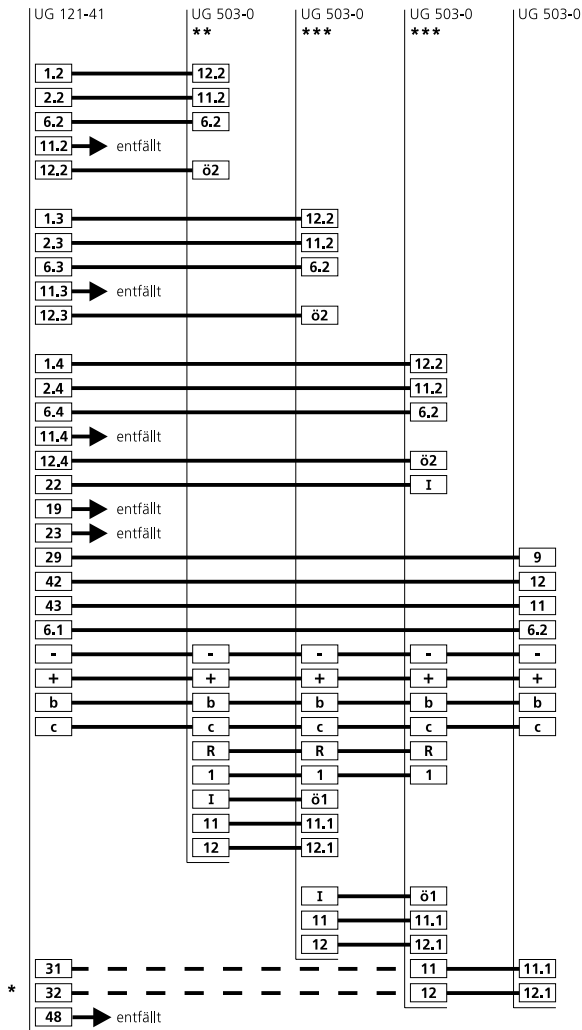 UG 121-41 UG 503-0 UG 503-0 UG 503-0 UG 503-0
** *** ***
1.2 12.2
2.2 11.2
6.2 6.2
11.2 entfällt
12.2 ö2
1.3 12.2
2.3 11.2
6.3 6.2
11.3 entfällt
12.3 ö2
1.4 12.2
2.4 11.2
6.4 6.2
11.4 entfällt
12.4 ö2
22 I
19 entfällt
23 entfällt
29 9
42 12
43 11
6.1 6.2
- - - - -
+ + + + +
b b b b b
c c c c c
R R R
1 1 1
I ö1
11 11.1
12 12.1
I ö1
11 11.1
12 12.1
31 11 11.1
* 32 12 12.1
48 entfällt